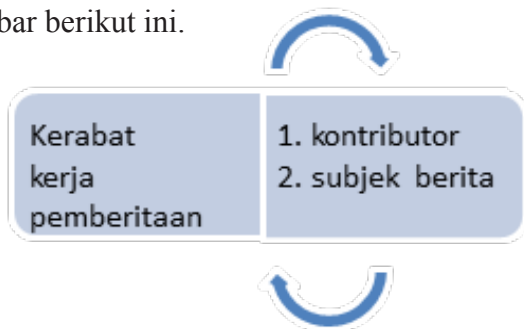 bar berikut ini.
Kerabat
kerja
pemberitaan
1. kontributor
2. subjek berita